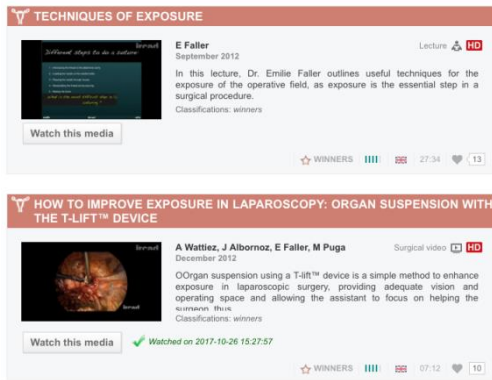 TECHNIQUES OF EXPOSURE
Different steps to do a suture
E Faller
Lecture HD
September 2012
In this lecture, Dr. Emilie Faller outlines useful techniques for the
exposure of the operative field, as exposure is the essential step in a
surgical procedure.
Classifications: winners
Watch this media
WINNERS 27:34 13
HOW TO IMPROVE EXPOSURE IN LAPAROSCOPY: ORGAN SUSPENSION WITH
THE T-LIFT™ DEVICE
A Wattiez, J Albornoz, E Faller, M Puga
Surgical video HD
December 2012
OOrgan suspension using a T-lift™ device is a simple method to enhance
exposure in laparoscopic surgery, providing adequate vision and
operating space and allowing the assistant to focus on helping the
surgeon, thus
Classifications: winners
Watch this media
Watched on 2017-10-26 15:27:57
WINNERS 07:12 10